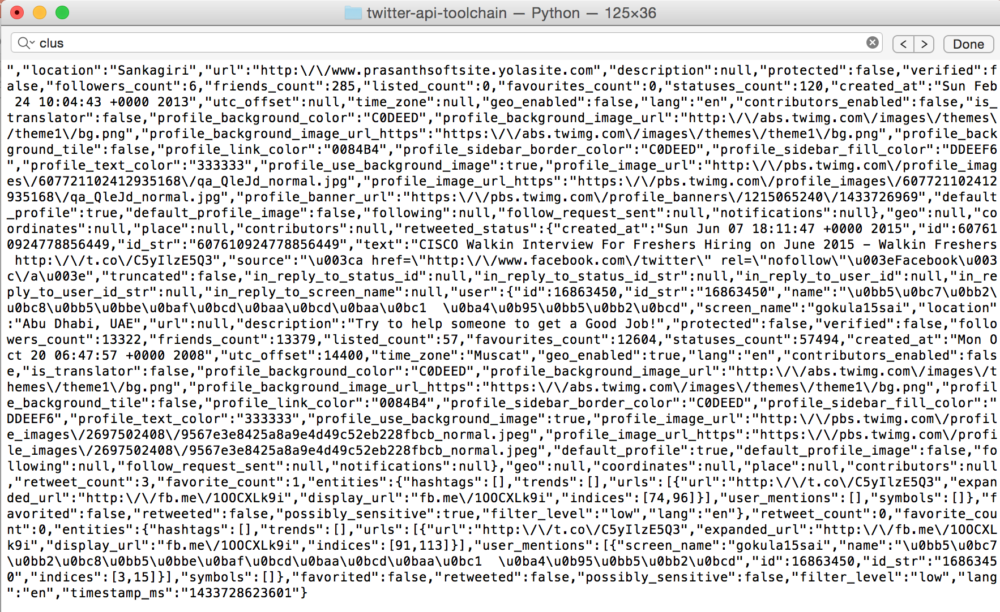 twitter-api-toolchain — Python — 125×36
clus
< > Done
","location":"Sankagiri","url":"http:\/\/www.prasanthsoftsite.yolasite.com","description":null,"protected":false,"verified":f
alse,"followers_count":6,"friends_count":285,"listed_count":0,"favourites_count":0,"statuses_count":120,"created_at":"Sun Feb
 24 10:04:43 +0000 2013","utc_offset":null,"time_zone":null,"geo_enabled":false,"lang":"en","contributors_enabled":false,"is_
translator":false,"profile_background_color":"C0DEED","profile_background_image_url":"http:\/\/abs.twimg.com\/images\/themes\
/theme1\/bg.png","profile_background_image_url_https":"https:\/\/abs.twimg.com\/images\/themes\/theme1\/bg.png","profile_back
ground_tile":false,"profile_link_color":"0084B4","profile_sidebar_border_color":"C0DEED","profile_sidebar_fill_color":"DDEEF6
","profile_text_color":"333333","profile_use_background_image":true,"profile_image_url":"http:\/\/pbs.twimg.com\/profile_imag
es\/607721102412935168\/qa_QleJd_normal.jpg","profile_image_url_https":"https:\/\/pbs.twimg.com\/profile_images\/607721102412
935168\/qa_QleJd_normal.jpg","profile_banner_url":"https:\/\/pbs.twimg.com\/profile_banners\/1215065240\/1433726969","default
_profile":true,"default_profile_image":false,"following":null,"follow_request_sent":null,"notifications":null},"geo":null,"co
ordinates":null,"place":null,"contributors":null,"retweeted_status":{"created_at":"Sun Jun 07 18:11:47 +0000 2015","id":60761
0924778856449,"id_str":"607610924778856449","text":"CISCO Walkin Interview For Freshers Hiring on June 2015 - Walkin Freshers
 http:\/\/t.co\/C5yIlzE5Q3","source":"\u003ca href=\"http:\/\/www.facebook.com\/twitter\" rel=\"nofollow\"\u003eFacebook\u003
c\/a\u003e","truncated":false,"in_reply_to_status_id":null,"in_reply_to_status_id_str":null,"in_reply_to_user_id":null,"in_re
ply_to_user_id_str":null,"in_reply_to_screen_name":null,"user":{"id":16863450,"id_str":"16863450","name":"\u0bb5\u0bc7\u0bb2\
u0bc8\u0bb5\u0bbe\u0baf\u0bcd\u0baa\u0bcd\u0baa\u0bc1  \u0ba4\u0b95\u0bb5\u0bb2\u0bcd","screen_name":"gokula15sai","location"
:"Abu Dhabi, UAE","url":null,"description":"Try to help someone to get a Good Job!","protected":false,"verified":false,"follo
wers_count":13322,"friends_count":13379,"listed_count":57,"favourites_count":12604,"statuses_count":57494,"created_at":"Mon O
ct 20 06:47:57 +0000 2008","utc_offset":14400,"time_zone":"Muscat","geo_enabled":true,"lang":"en","contributors_enabled":fals
e,"is_translator":false,"profile_background_color":"C0DEED","profile_background_image_url":"http:\/\/abs.twimg.com\/images\/t
hemes\/theme1\/bg.png","profile_background_image_url_https":"https:\/\/abs.twimg.com\/images\/themes\/theme1\/bg.png","profil
e_background_tile":false,"profile_link_color":"0084B4","profile_sidebar_border_color":"C0DEED","profile_sidebar_fill_color":"
DDEEF6","profile_text_color":"333333","profile_use_background_image":true,"profile_image_url":"http:\/\/pbs.twimg.com\/profil
e_images\/2697502408\/9567e3e8425a8a9e4d49c52eb228fbcb_normal.jpeg","profile_image_url_https":"https:\/\/pbs.twimg.com\/profi
le_images\/2697502408\/9567e3e8425a8a9e4d49c52eb228fbcb_normal.jpeg","default_profile":true,"default_profile_image":false,"fo
llowing":null,"follow_request_sent":null,"notifications":null},"geo":null,"coordinates":null,"place":null,"contributors":null
,"retweet_count":3,"favorite_count":1,"entities":{"hashtags":[],"trends":[],"urls":[{"url":"http:\/\/t.co\/C5yIlzE5Q3","expan
ded_url":"http:\/\/fb.me\/1OOCXLk9i","display_url":"fb.me\/1OOCXLk9i","indices":[74,96]}],"user_mentions":[],"symbols":[]},"f
avorited":false,"retweeted":false,"possibly_sensitive":true,"filter_level":"low","lang":"en"},"retweet_count":0,"favorite_cou
nt":0,"entities":{"hashtags":[],"trends":[],"urls":[{"url":"http:\/\/t.co\/C5yIlzE5Q3","expanded_url":"http:\/\/fb.me\/1OOCXL
k9i","display_url":"fb.me\/1OOCXLk9i","indices":[91,113]}],"user_mentions":[{"screen_name":"gokula15sai","name":"\u0bb5\u0bc7
\u0bb2\u0bc8\u0bb5\u0bbe\u0baf\u0bcd\u0baa\u0bcd\u0baa\u0bc1  \u0ba4\u0b95\u0bb5\u0bb2\u0bcd","id":16863450,"id_str":"1686345
0","indices":[3,15]}],"symbols":[]},"favorited":false,"retweeted":false,"possibly_sensitive":false,"filter_level":"low","lang
":"en","timestamp_ms":"1433728623601"}